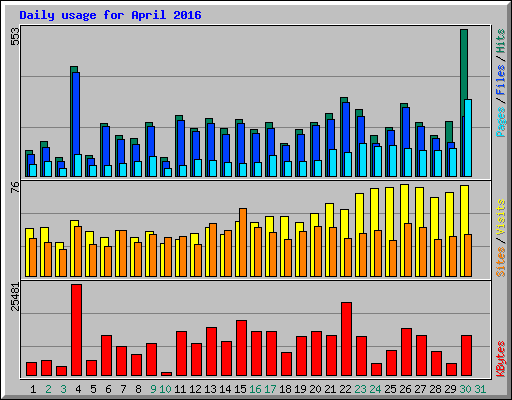 Daily usage for April 2016
553
Pages / Files / Hits
76
Sites / Visits
25481
KBytes
1 2 3 4 5 6 7 8 9 10 11 12 13 14 15 16 17 18 19 20 21 22 23 24 25 26 27 28 29 30 31